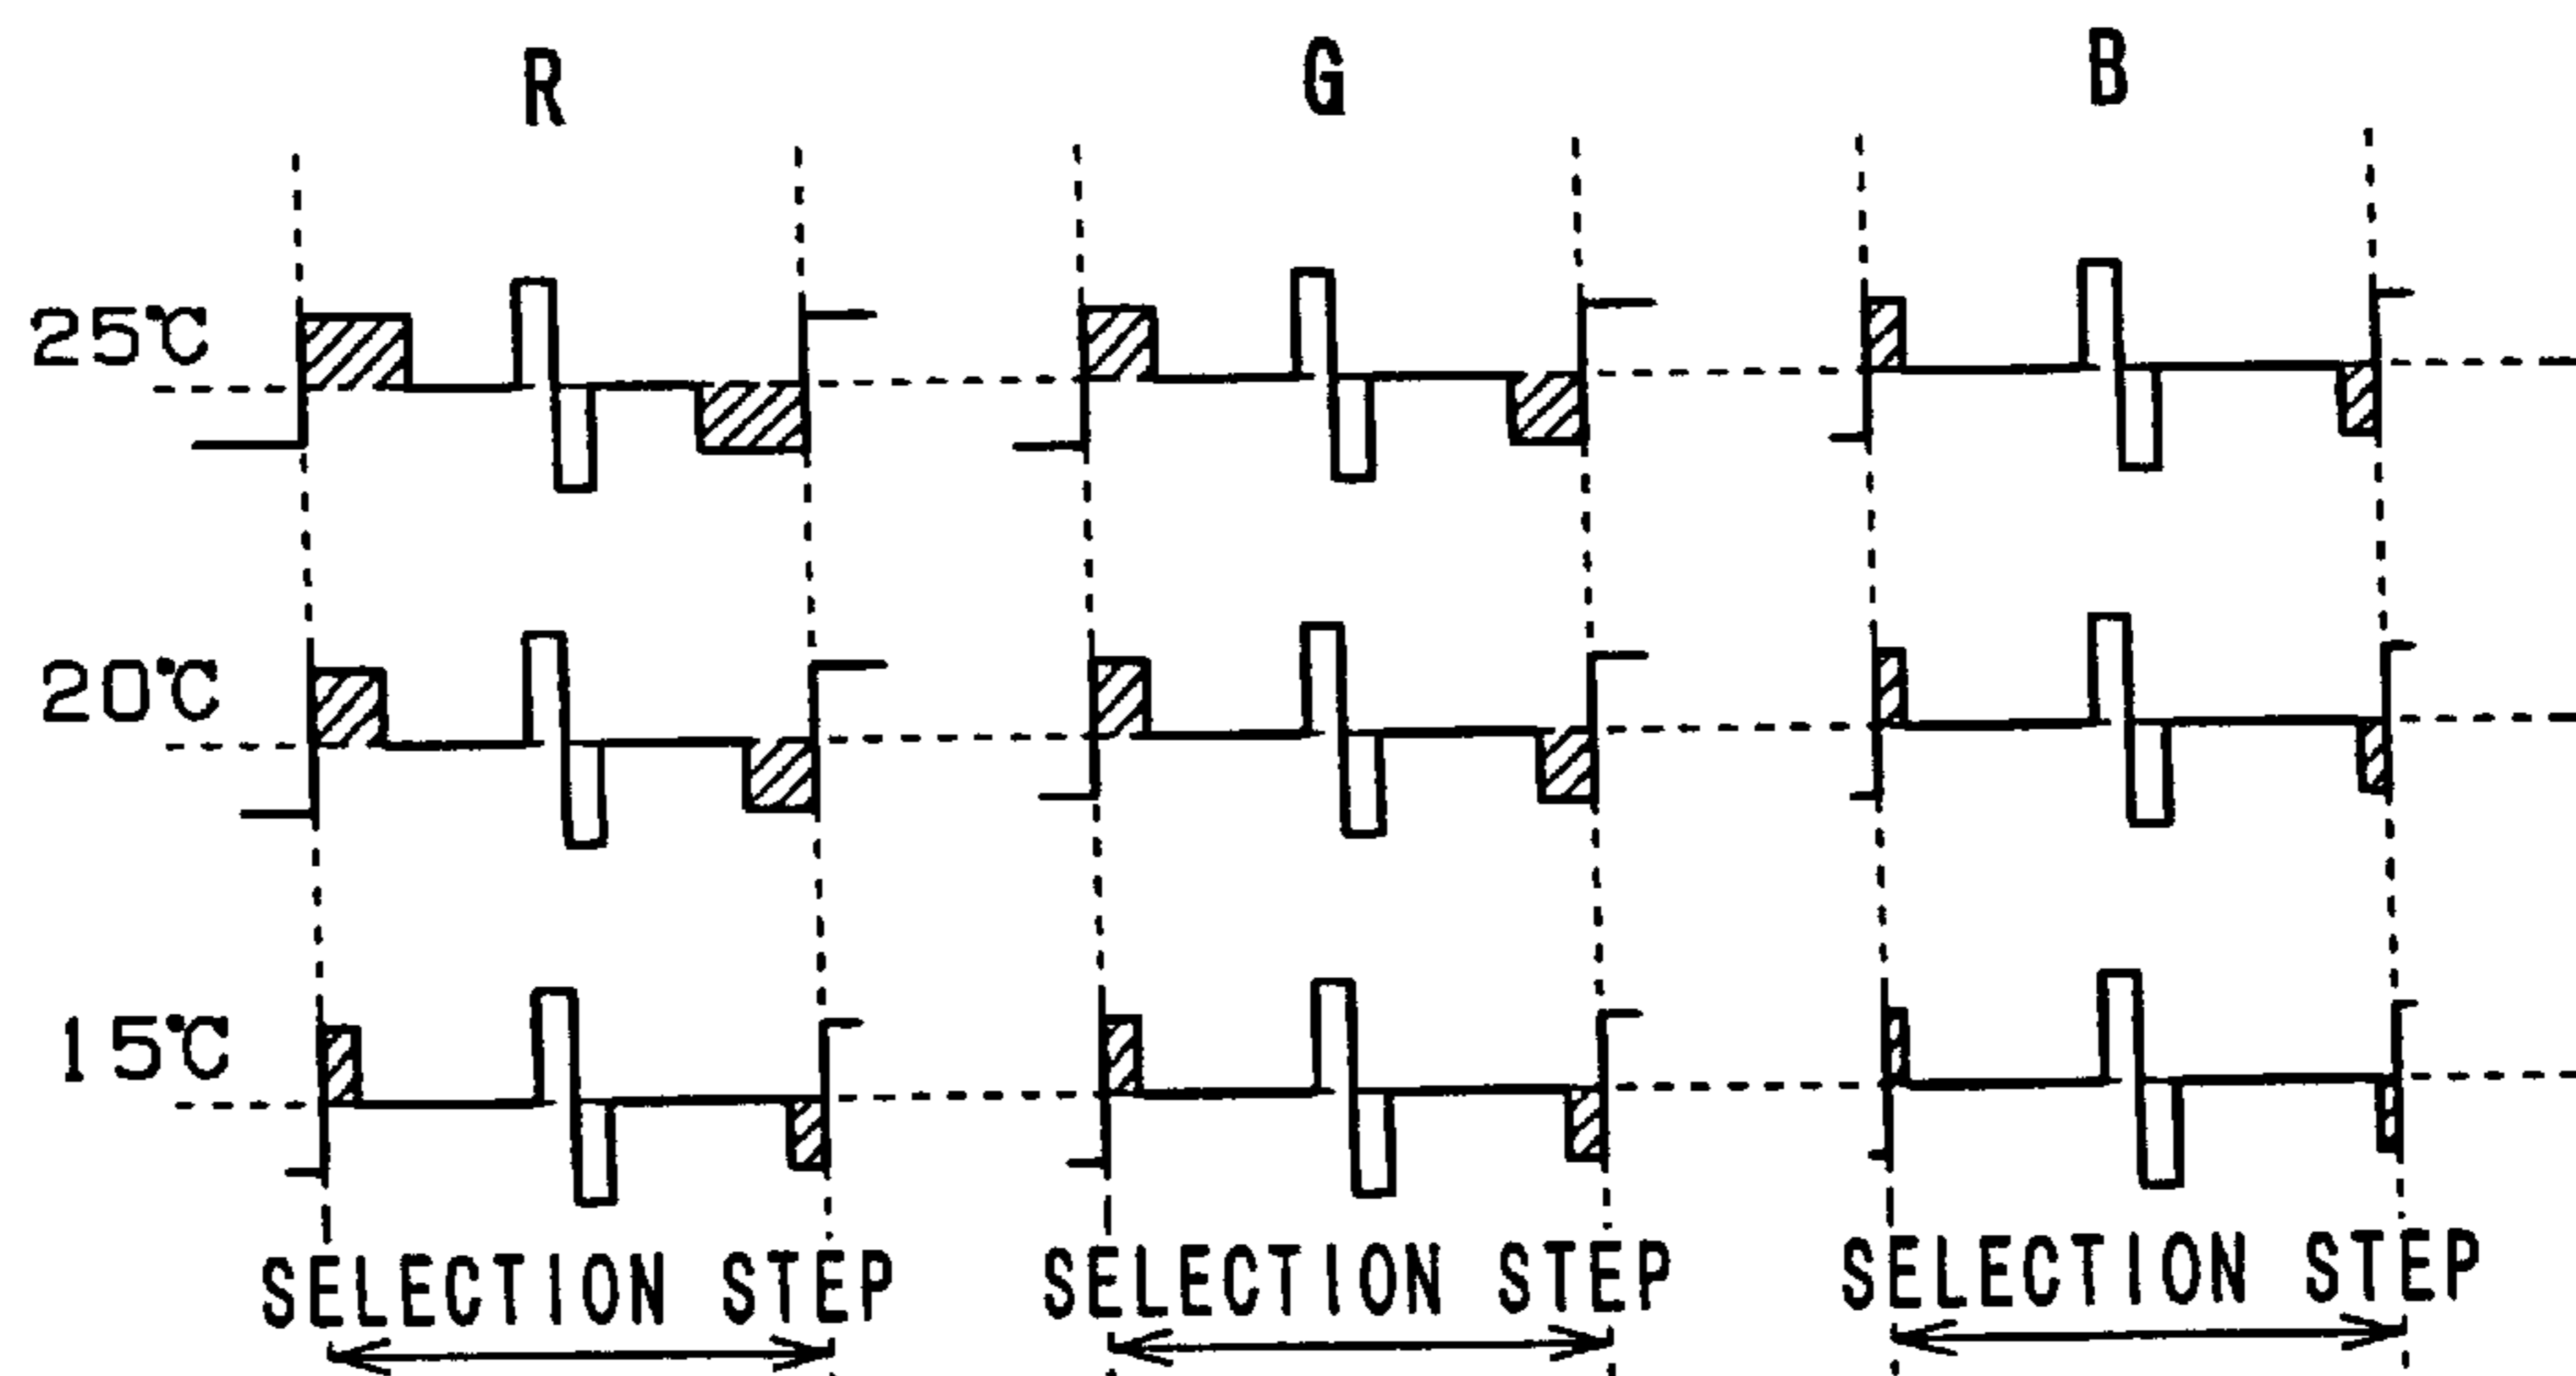 R G B
25℃
20℃
15℃
SELECTION STEP SELECTION STEP SELECTION STEP